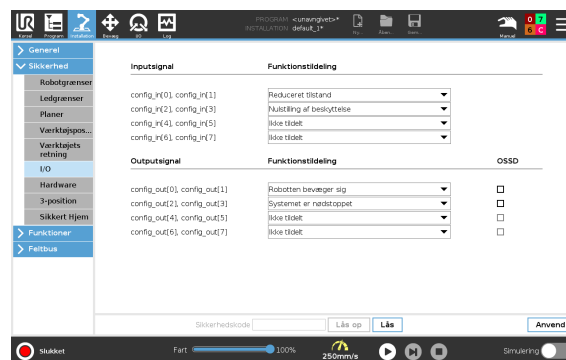 PROGRAM <unavngivet>*
INSTALLATION default_1*
Kørsel Program Installation Bevæg I/O Log Ny... Åben... Gem... Manuel
0 7
6 C
Generel
Sikkerhed
Robotgrænser
Ledgrænser
Planer
Værktøjspos...
Værktøjets retning
I/O
Hardware
3-position
Sikkert Hjem
Funktioner
Feltbus
Inputsignal Funktionstildeling
config_in[0], config_in[1] Reduceret tilstand
config_in[2], config_in[3] Nulstilling af beskyttelse
config_in[4], config_in[5] Ikke tildelt
config_in[6], config_in[7] Ikke tildelt
Outputsignal Funktionstildeling OSSD
config_out[0], config_out[1] Robotten bevæger sig
config_out[2], config_out[3] Systemet er nødstoppet
config_out[4], config_out[5] Ikke tildelt
config_out[6], config_out[7] Ikke tildelt
Sikkerhedskode Lås op Lås Anvend
Slukket Fart 100% 250mm/s Simulering